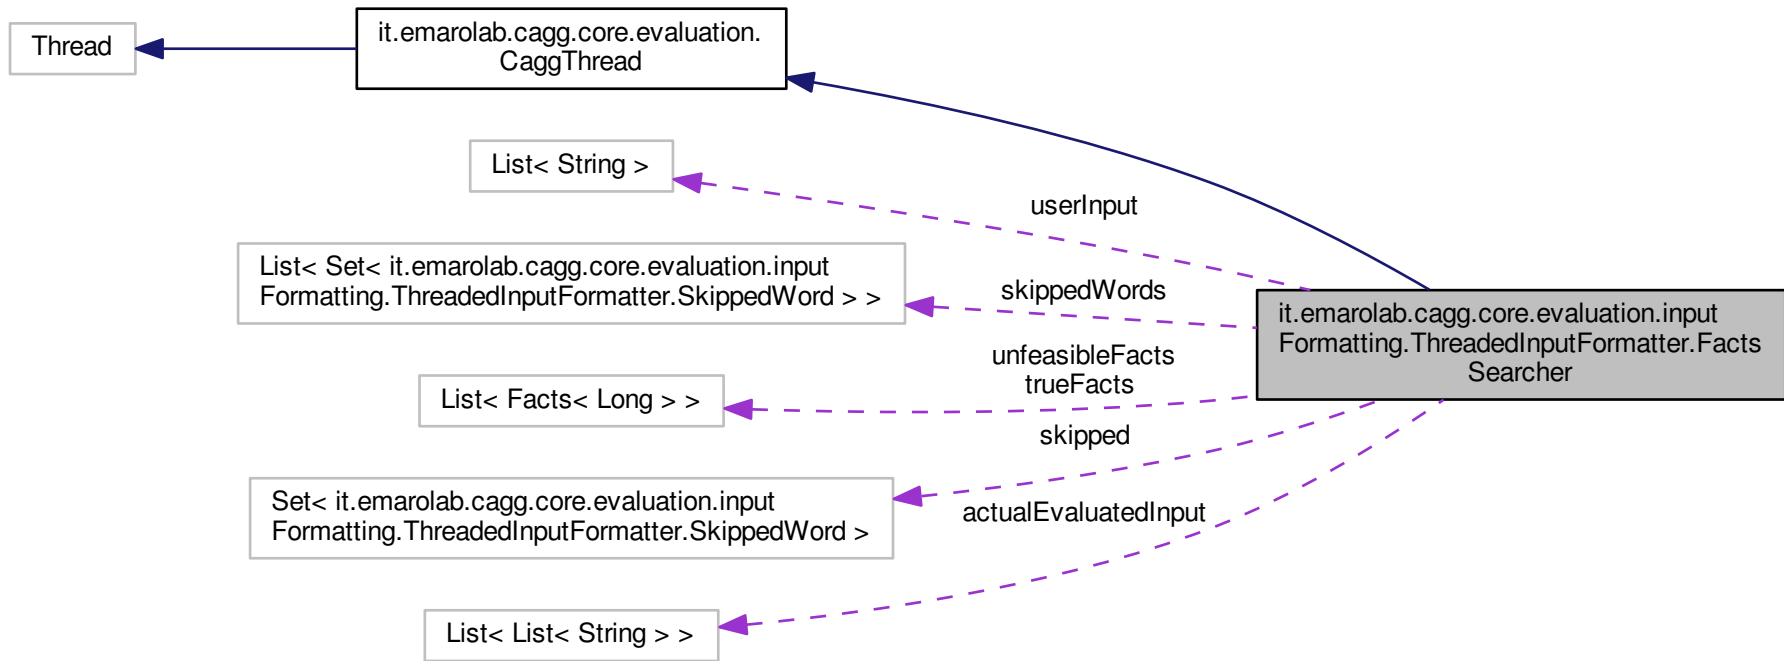 Thread
it.emarolab.cagg.core.evaluation.
CaggThread
List< String >
userInput
List< Set< it.emarolab.cagg.core.evaluation.input
Formatting.ThreadedInputFormatter.SkippedWord > >
skippedWords
it.emarolab.cagg.core.evaluation.input
Formatting.ThreadedInputFormatter.Facts
Searcher
unfeasibleFacts
trueFacts
List< Facts< Long > >
skipped
Set< it.emarolab.cagg.core.evaluation.input
Formatting.ThreadedInputFormatter.SkippedWord >
actualEvaluatedInput
List< List< String > >